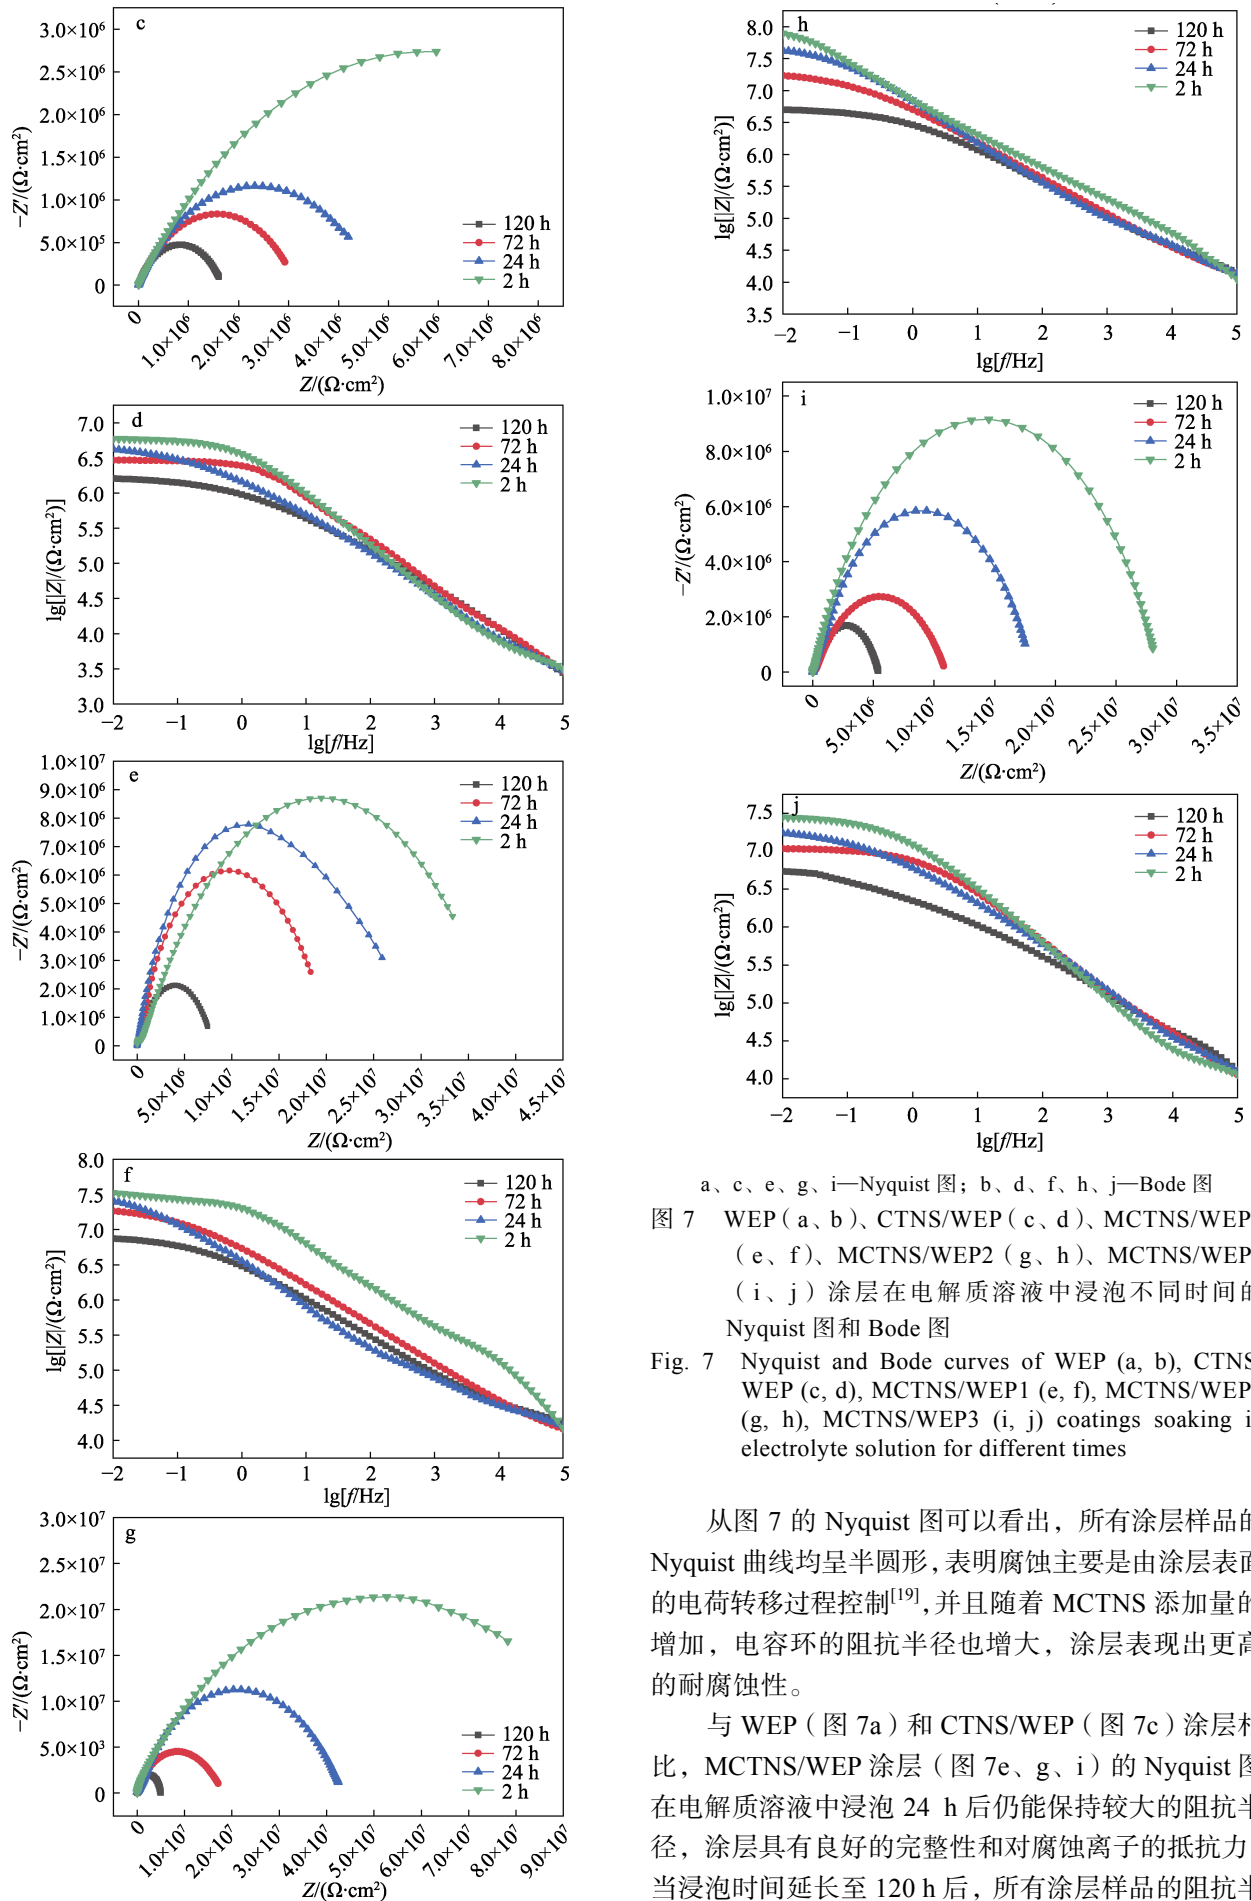 c
3.0×10⁶
2.5×10⁶
2.0×10⁶
1.5×10⁶
1.0×10⁶
5.0×10⁵
0
−Z′/(Ω·cm²)
120 h
72 h
24 h
2 h
0
1.0×10⁶
2.0×10⁶
3.0×10⁶
4.0×10⁶
5.0×10⁶
6.0×10⁶
7.0×10⁶
8.0×10⁶
Z/(Ω·cm²)
d
7.0
6.5
6.0
5.5
5.0
4.5
4.0
3.5
3.0
lg[|Z|/(Ω·cm²)]
120 h
72 h
24 h
2 h
−2 −1 0 1 2 3 4 5
lg[f/Hz]
e
1.0×10⁷
9.0×10⁶
8.0×10⁶
7.0×10⁶
6.0×10⁶
5.0×10⁶
4.0×10⁶
3.0×10⁶
2.0×10⁶
1.0×10⁶
0
−Z′/(Ω·cm²)
120 h
72 h
24 h
2 h
0
5.0×10⁶
1.0×10⁷
1.5×10⁷
2.0×10⁷
2.5×10⁷
3.0×10⁷
3.5×10⁷
4.0×10⁷
4.5×10⁷
Z/(Ω·cm²)
f
8.0
7.5
7.0
6.5
6.0
5.5
5.0
4.5
4.0
lg[|Z|/(Ω·cm²)]
120 h
72 h
24 h
2 h
−2 −1 0 1 2 3 4 5
lg[f/Hz]
g
3.0×10⁷
2.5×10⁷
2.0×10⁷
1.5×10⁷
1.0×10⁷
5.0×10³
0
−Z′/(Ω·cm²)
120 h
72 h
24 h
2 h
0
1.0×10⁷
2.0×10⁷
3.0×10⁷
4.0×10⁷
5.0×10⁷
6.0×10⁷
7.0×10⁷
8.0×10⁷
9.0×10⁷
Z/(Ω·cm²)
h
8.0
7.5
7.0
6.5
6.0
5.5
5.0
4.5
4.0
3.5
lg[|Z|/(Ω·cm²)]
120 h
72 h
24 h
2 h
−2 −1 0 1 2 3 4 5
lg[f/Hz]
i
1.0×10⁷
8.0×10⁶
6.0×10⁶
4.0×10⁶
2.0×10⁶
0
−Z′/(Ω·cm²)
120 h
72 h
24 h
2 h
0
5.0×10⁶
1.0×10⁷
1.5×10⁷
2.0×10⁷
2.5×10⁷
3.0×10⁷
3.5×10⁷
Z/(Ω·cm²)
j
7.5
7.0
6.5
6.0
5.5
5.0
4.5
4.0
lg[|Z|/(Ω·cm²)]
120 h
72 h
24 h
2 h
−2 −1 0 1 2 3 4 5
lg[f/Hz]
a、c、e、g、i—Nyquist 图；b、d、f、h、j—Bode 图
图 7 WEP（a、b）、CTNS/WEP（c、d）、MCTNS/WEP
（e、f）、MCTNS/WEP2（g、h）、MCTNS/WEP
（i、j）涂层在电解质溶液中浸泡不同时间的
Nyquist 图和 Bode 图
Fig. 7 Nyquist and Bode curves of WEP (a, b), CTNS
WEP (c, d), MCTNS/WEP1 (e, f), MCTNS/WEP
(g, h), MCTNS/WEP3 (i, j) coatings soaking i
electrolyte solution for different times
从图 7 的 Nyquist 图可以看出，所有涂层样品的
Nyquist 曲线均呈半圆形，表明腐蚀主要是由涂层表面
的电荷转移过程控制[19]，并且随着 MCTNS 添加量的
增加，电容环的阻抗半径也增大，涂层表现出更高
的耐腐蚀性。
与 WEP（图 7a）和 CTNS/WEP（图 7c）涂层相
比，MCTNS/WEP 涂层（图 7e、g、i）的 Nyquist 图
在电解质溶液中浸泡 24 h 后仍能保持较大的阻抗半
径，涂层具有良好的完整性和对腐蚀离子的抵抗力
当浸泡时间延长至 120 h 后，所有涂层样品的阻抗半